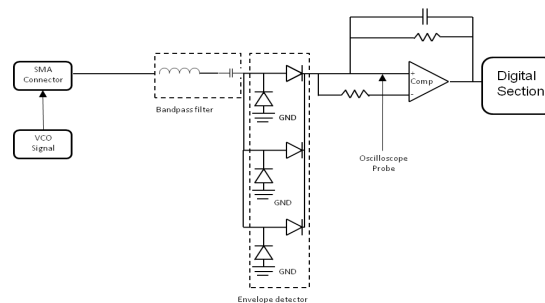 SMA
Connector
VCO
Signal
Bandpass filter
GND
GND
GND
Envelope detector
+
Comp
-
Oscilloscope
Probe
Digital
Section